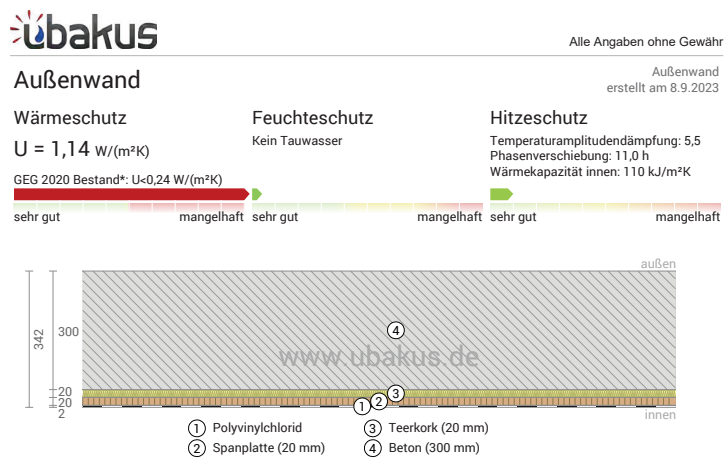 ubakus
Alle Angaben ohne Gewähr
Außenwand
Außenwand
erstellt am 8.9.2023
Wärmeschutz
U = 1,14 W/(m²K)
GEG 2020 Bestand*: U<0,24 W/(m²K)
sehr gut mangelhaft
Feuchteschutz
Kein Tauwasser
sehr gut mangelhaft
Hitzeschutz
Temperaturamplitudendämpfung: 5,5
Phasenverschiebung: 11,0 h
Wärmekapazität innen: 110 kJ/m²K
sehr gut mangelhaft
außen
342
300
20
20
2
4
www.ubakus.de
3
2
1
innen
1 Polyvinylchlorid
2 Spanplatte (20 mm)
3 Teerkork (20 mm)
4 Beton (300 mm)